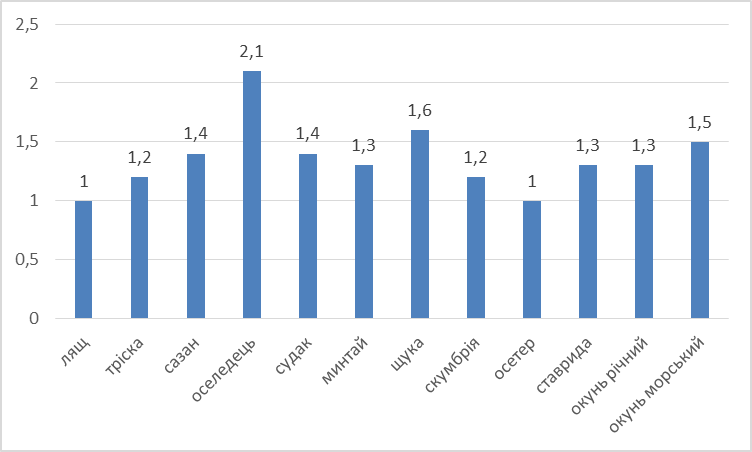 2,5
2
1,5
1
0,5
0
1
1,2
1,4
2,1
1,4
1,3
1,6
1,2
1
1,3
1,3
1,5
лящ
тріска
сазан
оселедець
судак
минтай
щука
скумбрія
осетер
ставрида
окунь річний
окунь морський